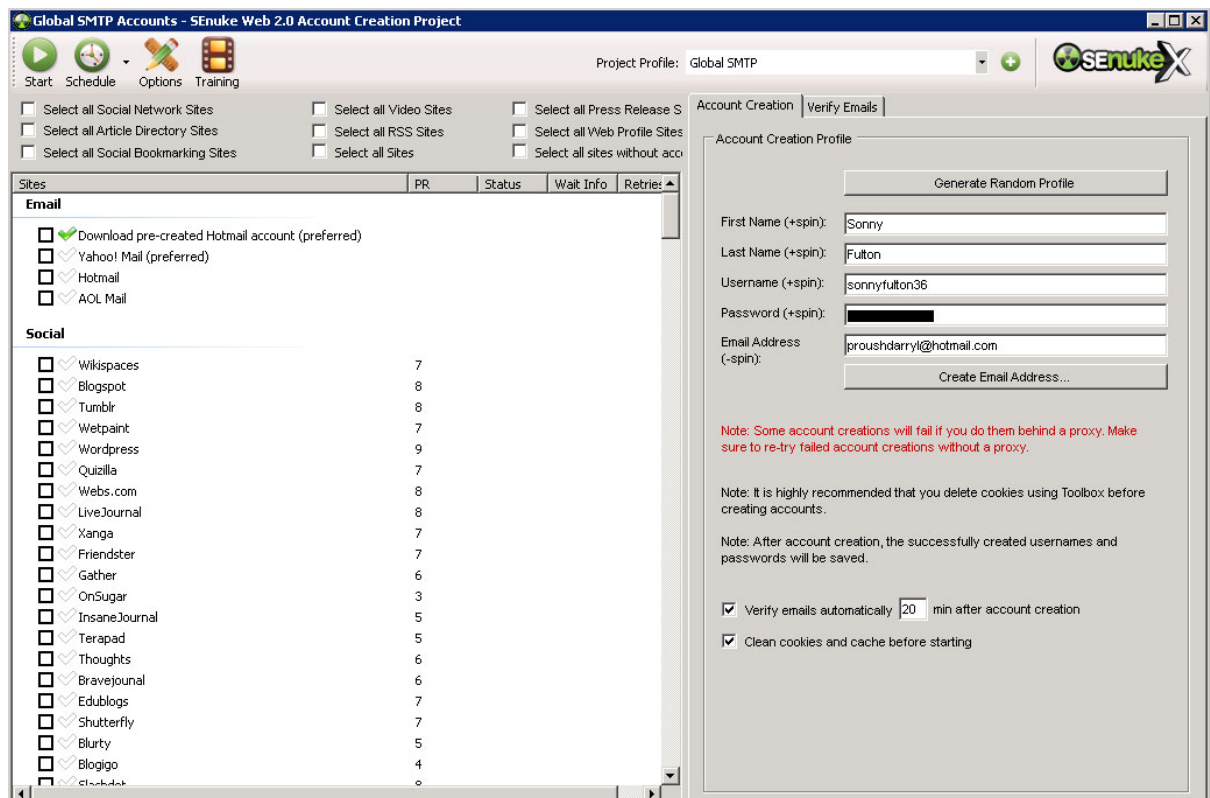 Global SMTP Accounts - SEnuke Web 2.0 Account Creation Project
Start Schedule Options Training
Project Profile: Global SMTP
SEnukeX
Select all Social Network Sites
Select all Video Sites
Select all Press Release S
Select all Article Directory Sites
Select all RSS Sites
Select all Web Profile Sites
Select all Social Bookmarking Sites
Select all Sites
Select all sites without acc
Sites PR Status Wait Info Retries
Email
Download pre-created Hotmail account (preferred)
Yahoo! Mail (preferred)
Hotmail
AOL Mail
Social
Wikispaces 7
Blogspot 8
Tumblr 8
Wetpaint 7
Wordpress 9
Quizilla 7
Webs.com 8
LiveJournal 8
Xanga 7
Friendster 7
Gather 6
OnSugar 3
InsaneJournal 5
Terapad 5
Thoughts 6
Bravejounal 6
Edublogs 7
Shutterfly 7
Blurty 5
Blogigo 4
Account Creation Verify Emails
Account Creation Profile
Generate Random Profile
First Name (+spin): Sonny
Last Name (+spin): Fulton
Username (+spin): sonnyfulton36
Password (+spin):
Email Address
(-spin):
proushdarryl@hotmail.com
Create Email Address...
Note: Some account creations will fail if you do them behind a proxy. Make
sure to re-try failed account creations without a proxy.
Note: It is highly recommended that you delete cookies using Toolbox before
creating accounts.
Note: After account creation, the successfully created usernames and
passwords will be saved.
Verify emails automatically 20 min after account creation
Clean cookies and cache before starting